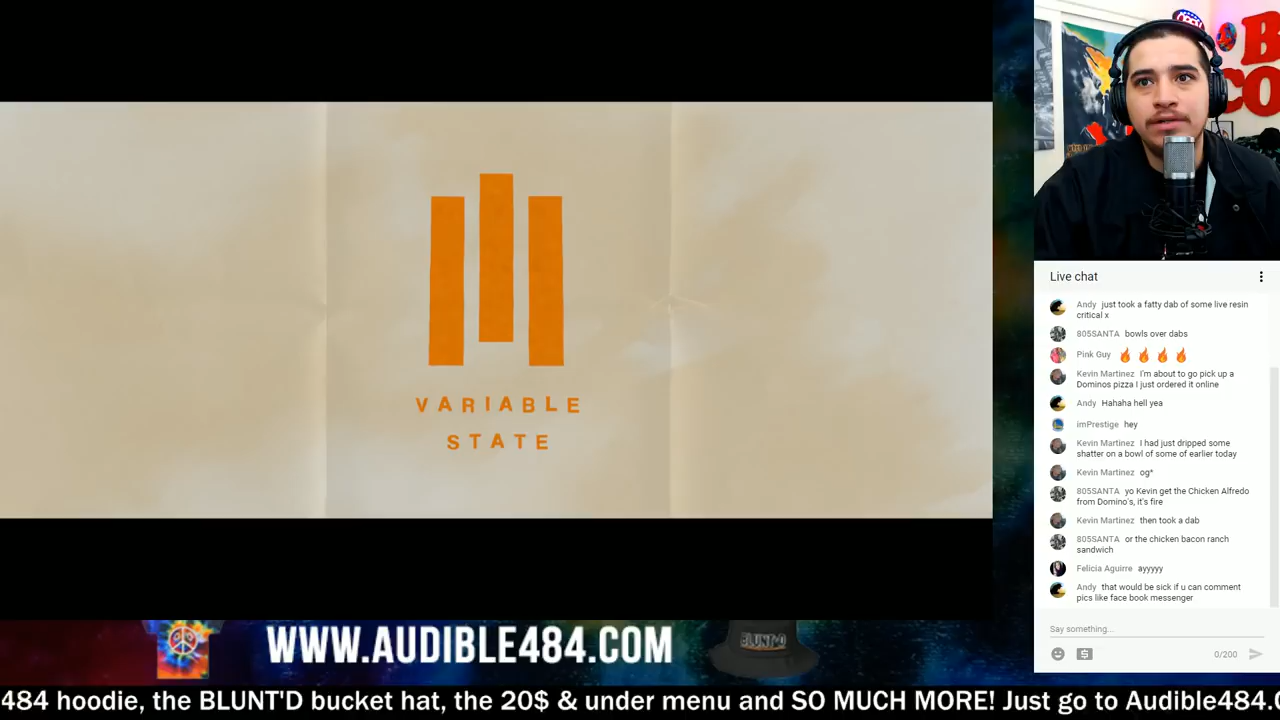 VARIABLE
STATE
WWW.AUDIBLE484.COM
BLUNT'D
484 hoodie, the BLUNT'D bucket hat, the 20$ & under menu and SO MUCH MORE! Just go to Audible484.
B
CO
Live chat
Andy just took a fatty dab of some live resin
critical x
805SANTA bowls over dabs
Pink Guy 🔥 🔥 🔥 🔥
Kevin Martinez I'm about to go pick up a
Dominos pizza I just ordered it online
Andy Hahaha hell yea
imPrestige hey
Kevin Martinez I had just dripped some
shatter on a bowl of some of earlier today
Kevin Martinez og*
805SANTA yo Kevin get the Chicken Alfredo
from Domino's, it's fire
Kevin Martinez then took a dab
805SANTA or the chicken bacon ranch
sandwich
Felicia Aguirre ayyyyy
Andy that would be sick if u can comment
pics like face book messenger
Say something...
0/200